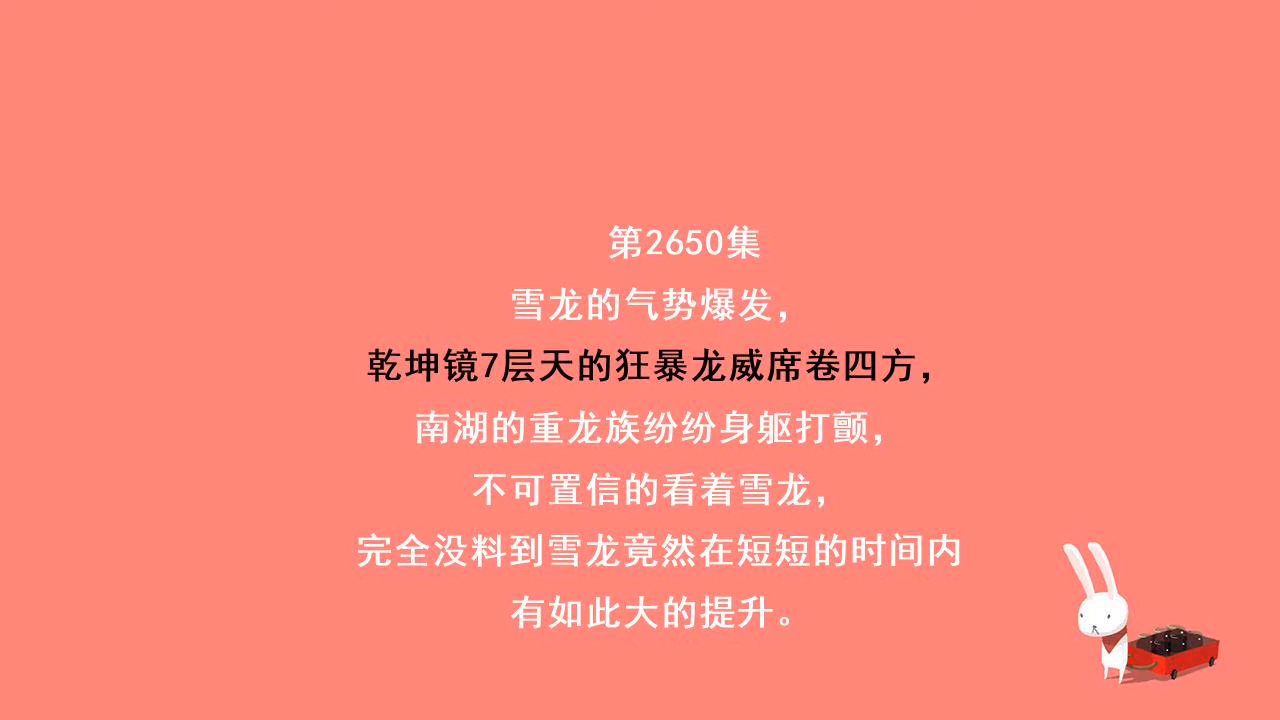 第2650集
雪龙的气势爆发，
乾坤镜7层天的狂暴龙威席卷四方，
南湖的重龙族纷纷身躯打颤，
不可置信的看着雪龙，
完全没料到雪龙竟然在短短的时间内
有如此大的提升。